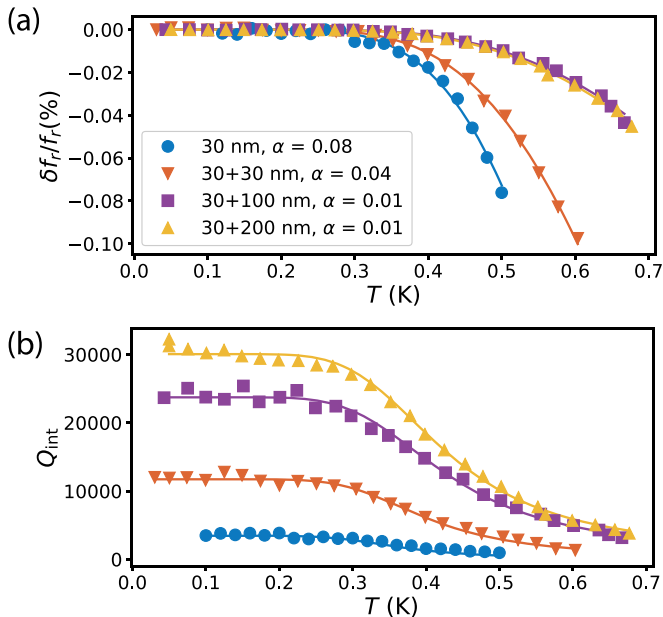 (a)
δf_r/f_r(%)
0.00
−0.02
−0.04
−0.06
−0.08
−0.10
30 nm, α = 0.08
30+30 nm, α = 0.04
30+100 nm, α = 0.01
30+200 nm, α = 0.01
0.0 0.1 0.2 0.3 0.4 0.5 0.6 0.7
T (K)
(b)
Q_int
30000
20000
10000
0
0.0 0.1 0.2 0.3 0.4 0.5 0.6 0.7
T (K)